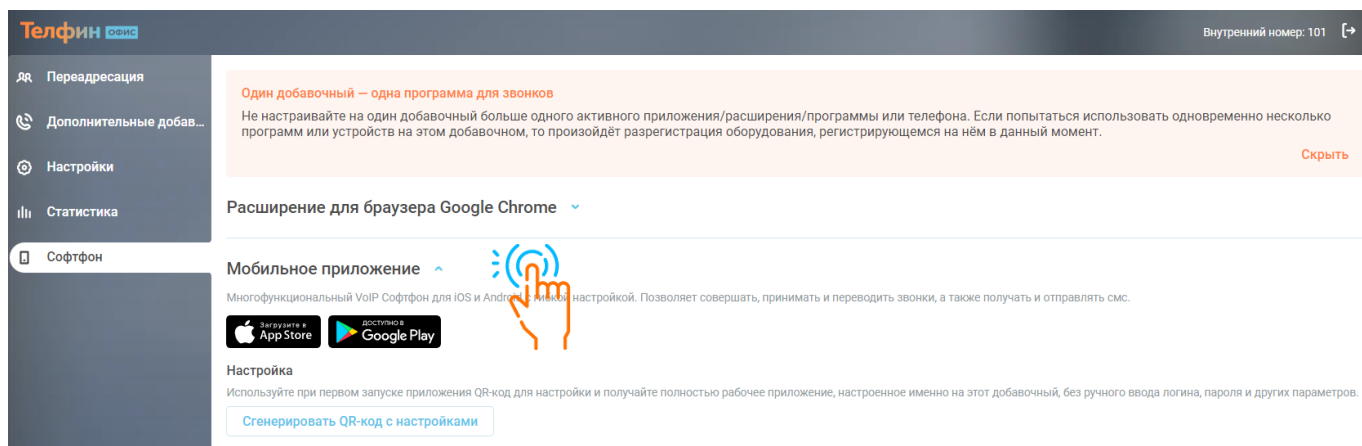 Телфин ОФИС
Внутренний номер: 101
Переадресация
Дополнительные добав...
Настройки
Статистика
Софтфон
Один добавочный — одна программа для звонков
Не настраивайте на один добавочный больше одного активного приложения/расширения/программы или телефона. Если попытаться использовать одновременно несколько
программ или устройств на этом добавочном, то произойдёт разрегистрация оборудования, регистрирующемся на нём в данный момент.
Скрыть
Расширение для браузера Google Chrome
Мобильное приложение
Многофункциональный VoIP Софтфон для iOS и Android с гибкой настройкой. Позволяет совершать, принимать и переводить звонки, а также получать и отправлять смс.
Загрузите в
App Store
ДОСТУПНО В
Google Play
Настройка
Используйте при первом запуске приложения QR-код для настройки и получайте полностью рабочее приложение, настроенное именно на этот добавочный, без ручного ввода логина, пароля и других параметров.
Сгенерировать QR-код с настройками